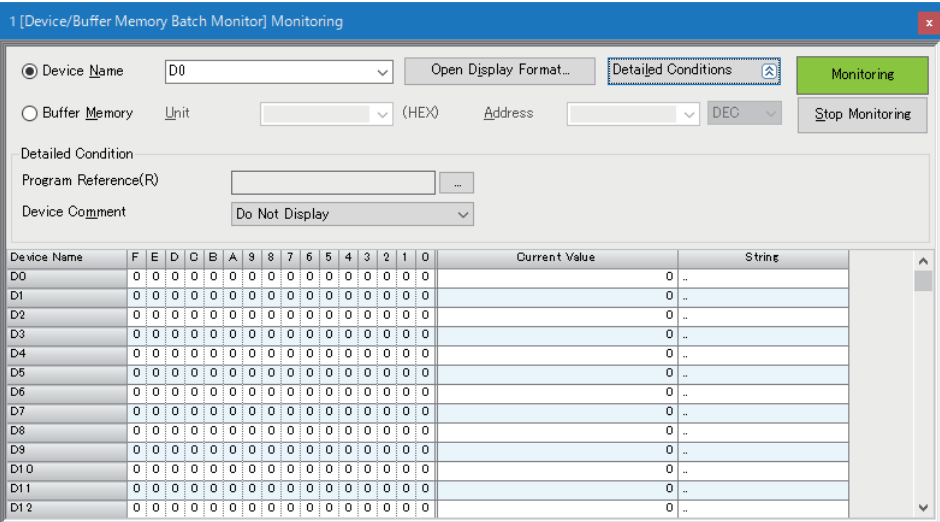 1 [Device/Buffer Memory Batch Monitor] Monitoring x
Device Name D0 Open Display Format... Detailed Conditions Monitoring
Buffer Memory Unit (HEX) Address DEC Stop Monitoring
Detailed Condition
Program Reference(R) ...
Device Comment Do Not Display
Device Name F E D C B A 9 8 7 6 5 4 3 2 1 0 Current Value String
D0 0 0 0 0 0 0 0 0 0 0 0 0 0 0 0 0 0 ..
D1 0 0 0 0 0 0 0 0 0 0 0 0 0 0 0 0 0 ..
D2 0 0 0 0 0 0 0 0 0 0 0 0 0 0 0 0 0 ..
D3 0 0 0 0 0 0 0 0 0 0 0 0 0 0 0 0 0 ..
D4 0 0 0 0 0 0 0 0 0 0 0 0 0 0 0 0 0 ..
D5 0 0 0 0 0 0 0 0 0 0 0 0 0 0 0 0 0 ..
D6 0 0 0 0 0 0 0 0 0 0 0 0 0 0 0 0 0 ..
D7 0 0 0 0 0 0 0 0 0 0 0 0 0 0 0 0 0 ..
D8 0 0 0 0 0 0 0 0 0 0 0 0 0 0 0 0 0 ..
D9 0 0 0 0 0 0 0 0 0 0 0 0 0 0 0 0 0 ..
D10 0 0 0 0 0 0 0 0 0 0 0 0 0 0 0 0 0 ..
D11 0 0 0 0 0 0 0 0 0 0 0 0 0 0 0 0 0 ..
D12 0 0 0 0 0 0 0 0 0 0 0 0 0 0 0 0 0 ..